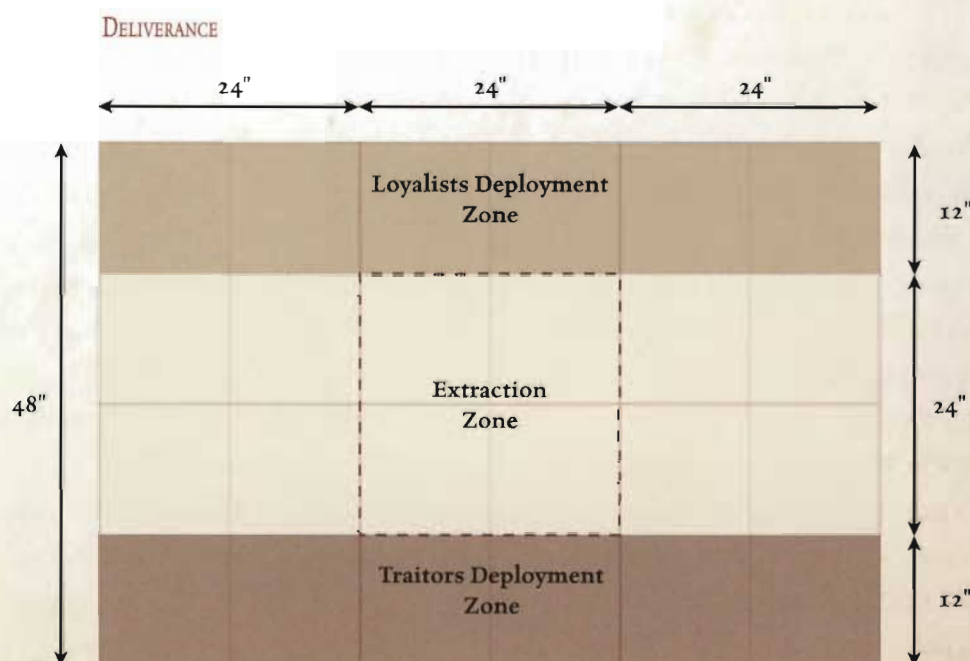 DELIVERANCE
24"
24"
24"
Loyalists Deployment
Zone
12"
Extraction
Zone
48"
24"
Traitors Deployment
Zone
12"